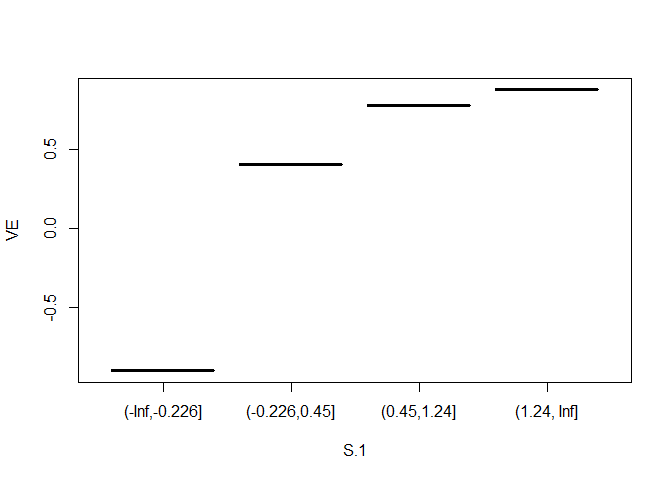 VE
0.5
0.0
-0.5
(-Inf,-0.226]
(-0.226,0.45]
(0.45,1.24]
(1.24, Inf]
S.1